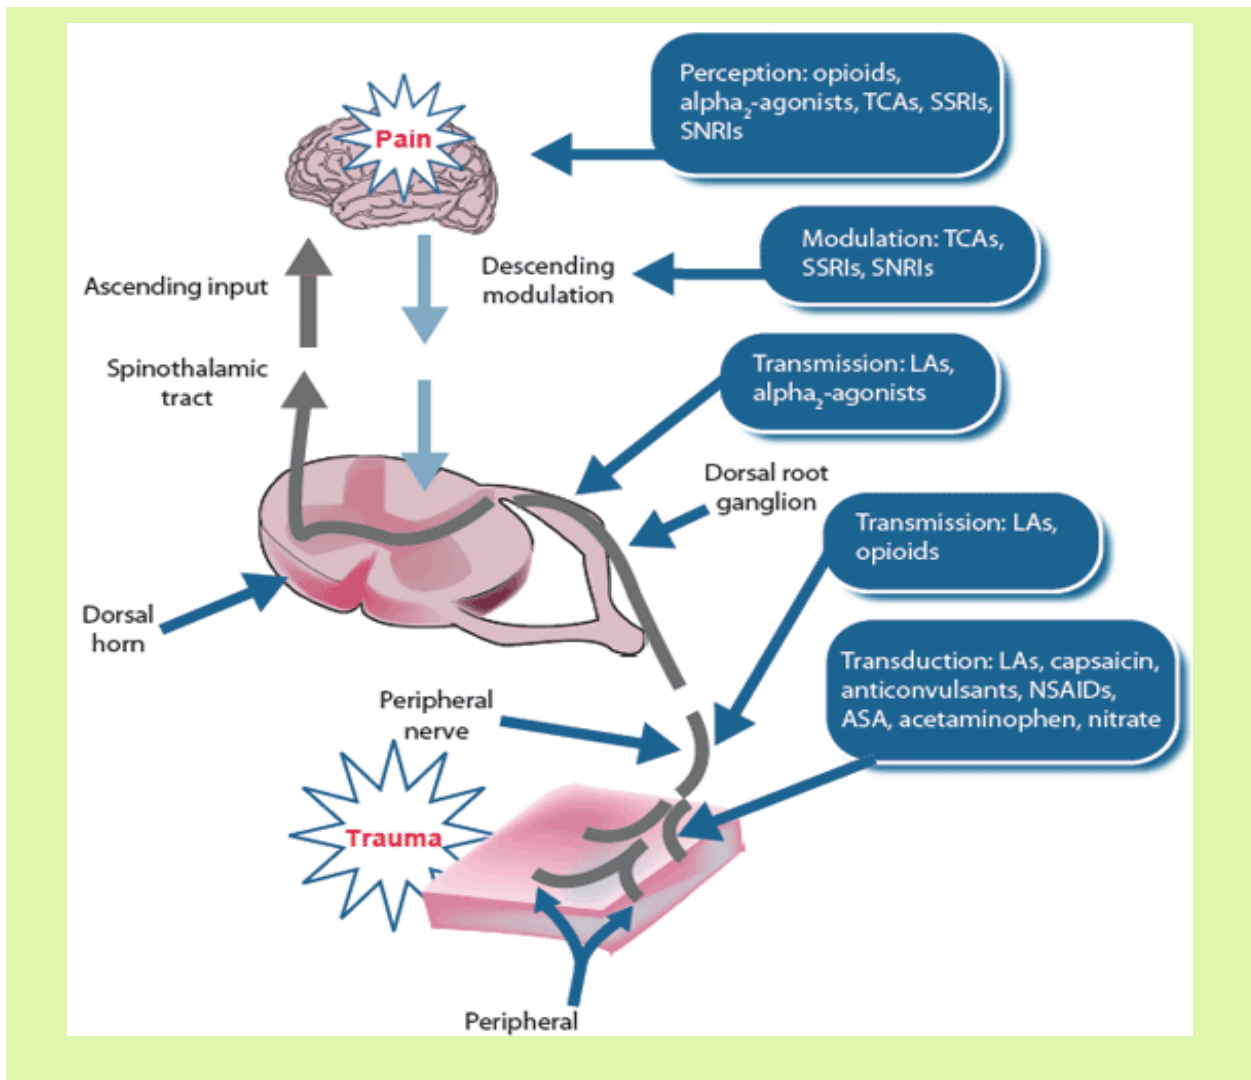 Perception: opioids,
alpha₂-agonists, TCAs, SSRIs,
SNRIs
Pain
Modulation: TCAs,
SSRIs, SNRIs
Descending
modulation
Ascending input
Spinothalamic
tract
Transmission: LAs,
alpha₂-agonists
Dorsal root
ganglion
Transmission: LAs,
opioids
Dorsal
horn
Transduction: LAs, capsaicin,
anticonvulsants, NSAIDs,
ASA, acetaminophen, nitrate
Peripheral
nerve
Trauma
Peripheral